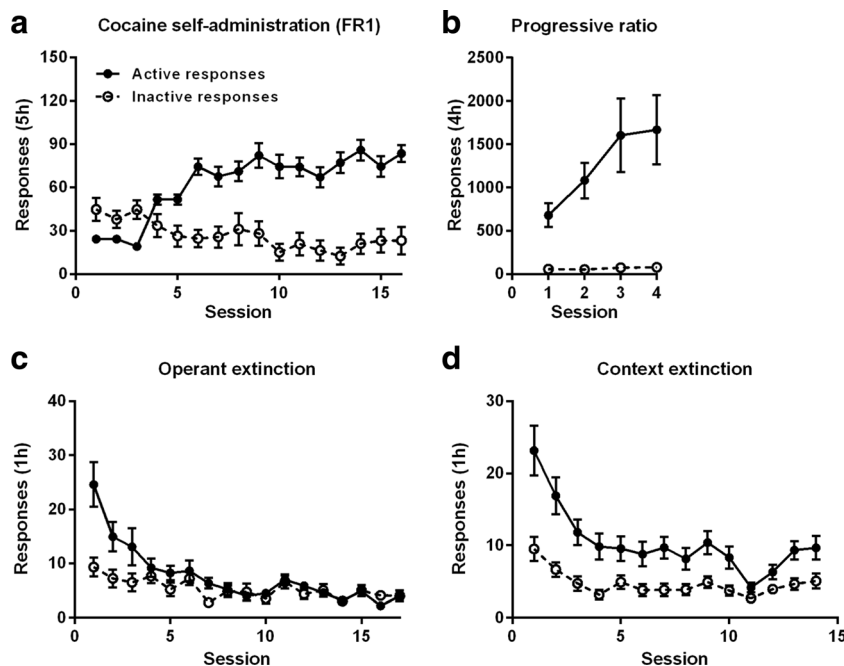 a
Cocaine self-administration (FR1)
150
120
90
60
30
0
Responses (5h)
Active responses
Inactive responses
0
5
10
15
Session
b
Progressive ratio
2500
2000
1500
1000
500
0
Responses (4h)
0
1
2
3
4
Session
c
Operant extinction
40
30
20
10
0
Responses (1h)
0
5
10
15
Session
d
Context extinction
30
20
10
0
Responses (1h)
0
5
10
15
Session